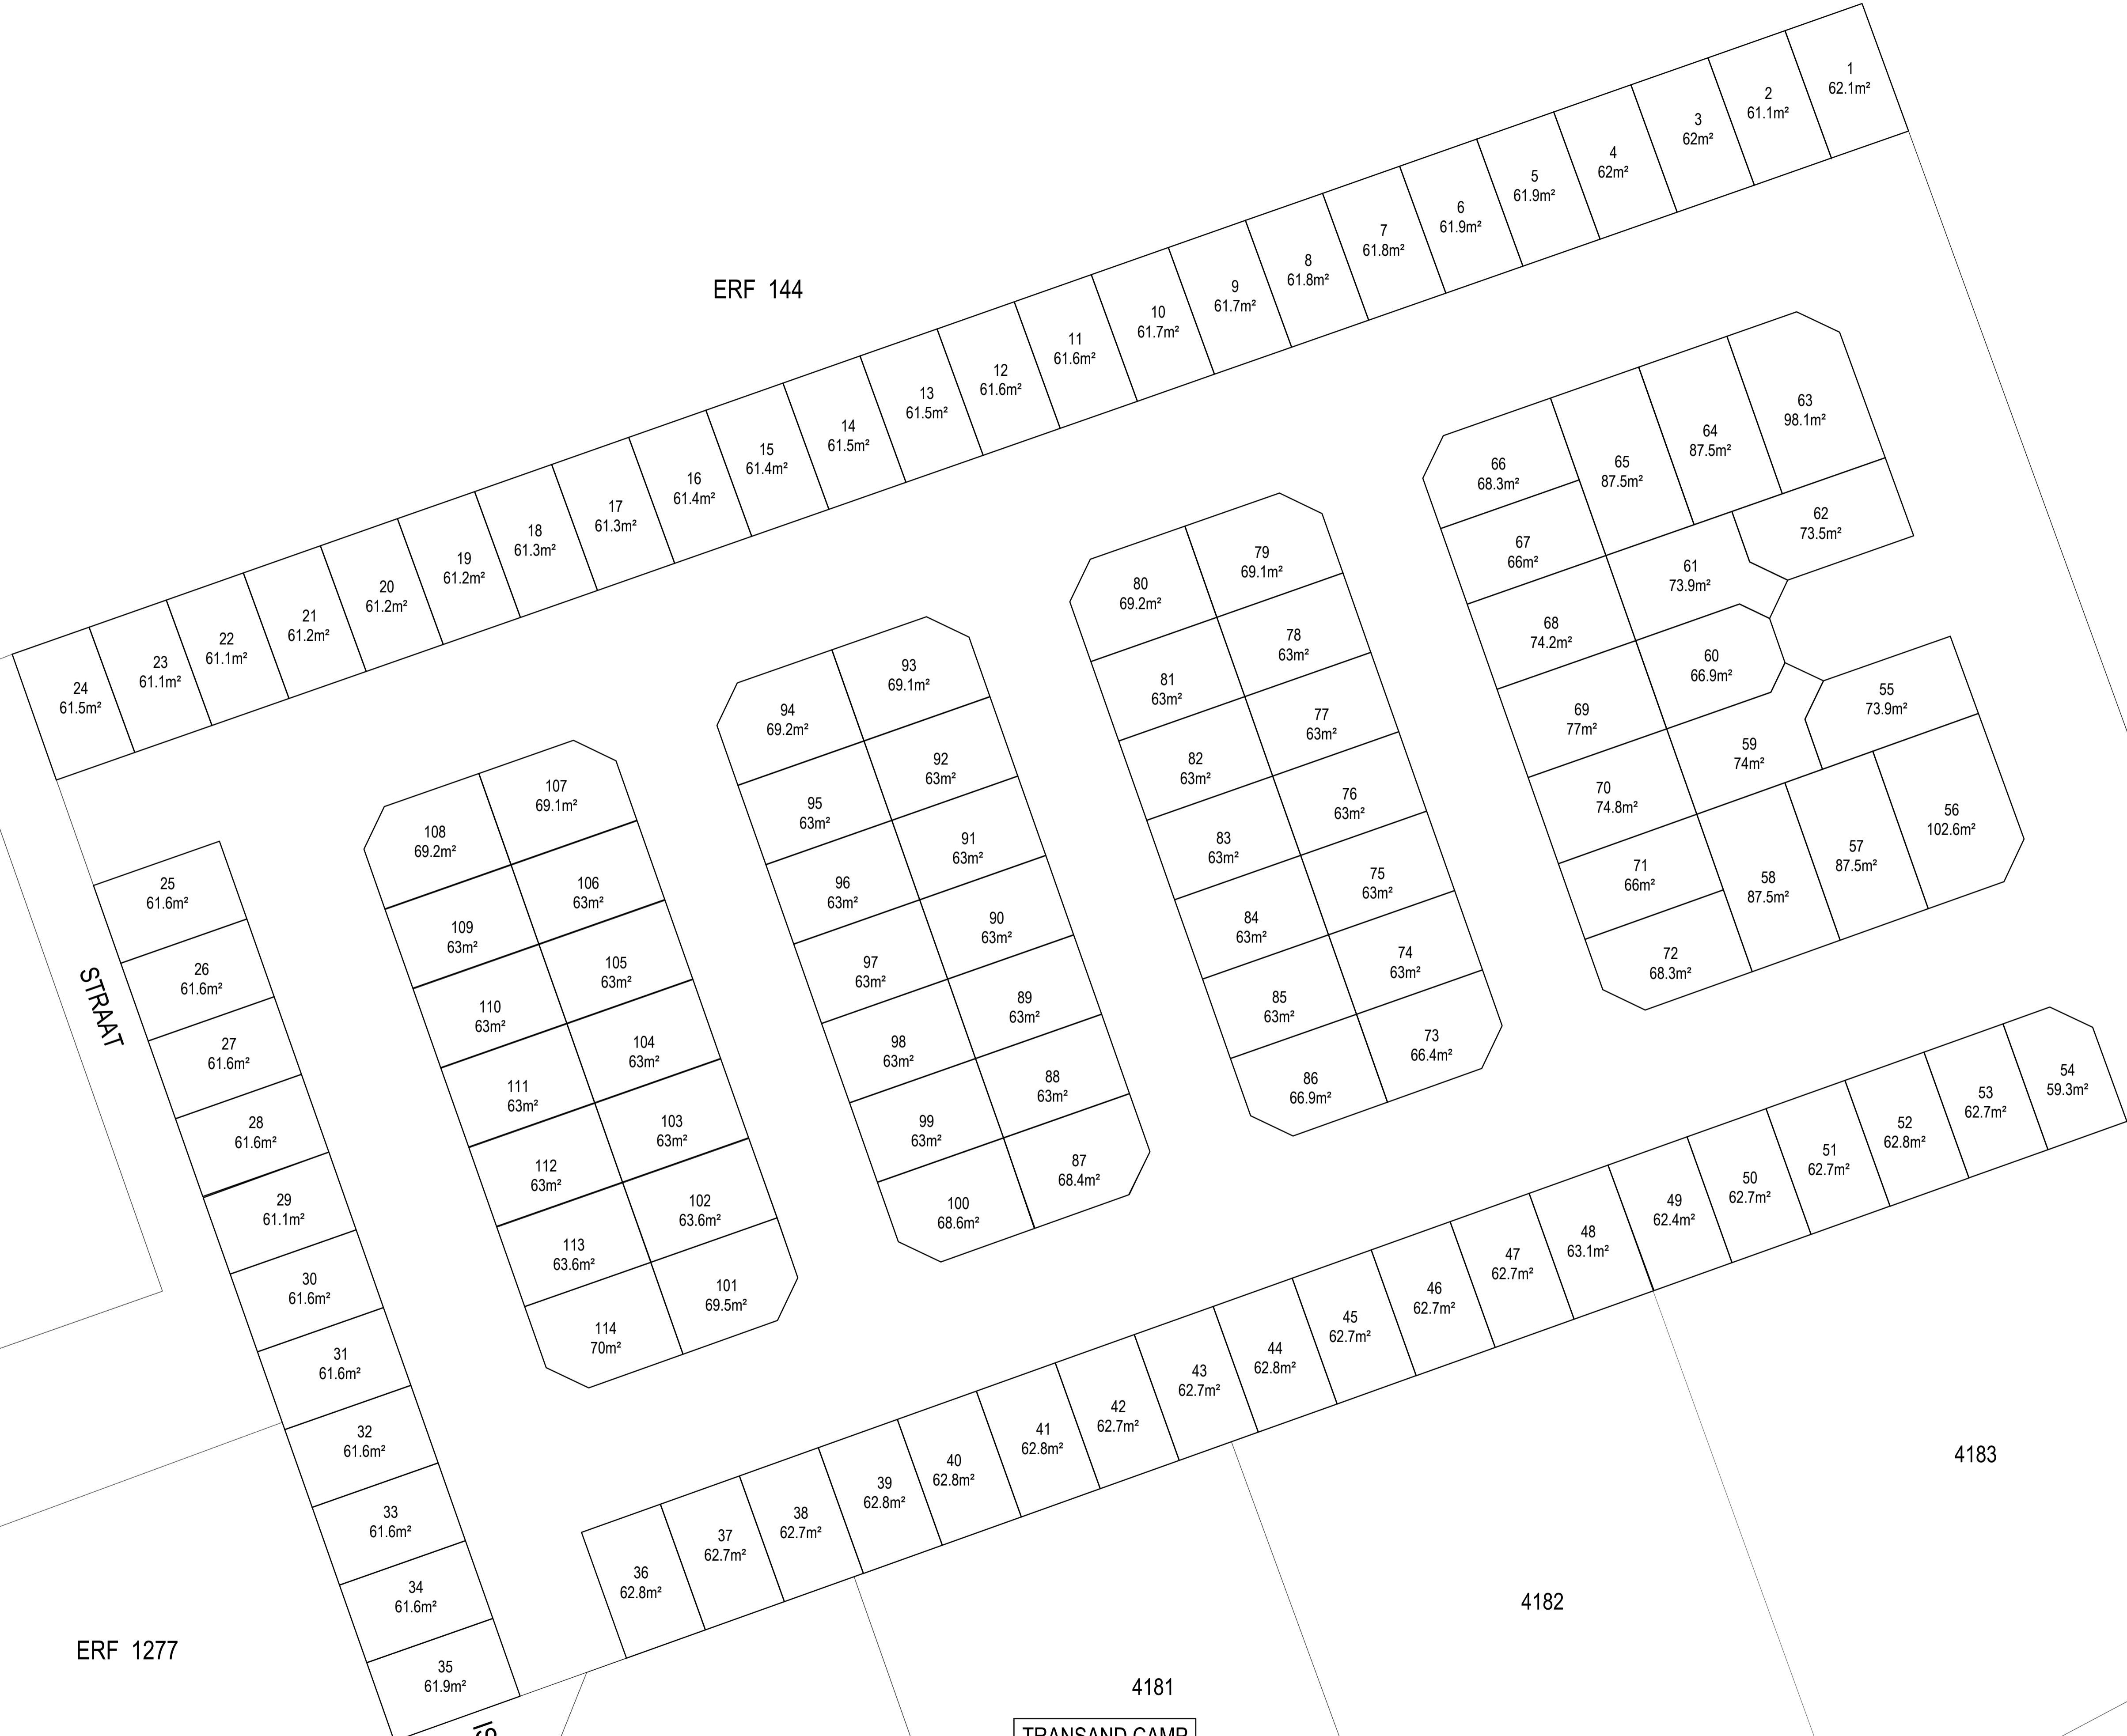 1
62.1m²
2
61.1m²
3
62m²
4
62m²
5
61.9m²
6
61.9m²
7
61.8m²
8
61.8m²
9
61.7m²
10
61.7m²
11
61.6m²
12
61.6m²
13
61.5m²
14
61.5m²
15
61.4m²
16
61.4m²
17
61.3m²
18
61.3m²
19
61.2m²
20
61.2m²
21
61.2m²
22
61.1m²
23
61.1m²
24
61.5m²
ERF 144
STRAAT
25
61.6m²
26
61.6m²
27
61.6m²
28
61.6m²
29
61.1m²
30
61.6m²
31
61.6m²
32
61.6m²
33
61.6m²
34
61.6m²
35
61.9m²
36
62.8m²
37
62.7m²
38
62.7m²
39
62.8m²
40
62.8m²
41
62.8m²
42
62.7m²
43
62.7m²
44
62.8m²
45
62.7m²
46
62.7m²
47
62.7m²
48
63.1m²
49
62.4m²
50
62.7m²
51
62.7m²
52
62.8m²
53
62.7m²
54
59.3m²
55
73.9m²
56
102.6m²
57
87.5m²
58
87.5m²
59
74m²
60
66.9m²
61
73.9m²
62
73.5m²
63
98.1m²
64
87.5m²
65
87.5m²
66
68.3m²
67
66m²
68
74.2m²
69
77m²
70
74.8m²
71
66m²
72
68.3m²
73
66.4m²
74
63m²
75
63m²
76
63m²
77
63m²
78
63m²
79
69.1m²
80
69.2m²
81
63m²
82
63m²
83
63m²
84
63m²
85
63m²
86
66.9m²
87
68.4m²
88
63m²
89
63m²
90
63m²
91
63m²
92
63m²
93
69.1m²
94
69.2m²
95
63m²
96
63m²
97
63m²
98
63m²
99
63m²
100
68.6m²
101
69.5m²
102
63.6m²
103
63m²
104
63m²
105
63m²
106
63m²
107
69.1m²
108
69.2m²
109
63m²
110
63m²
111
63m²
112
63m²
113
63.6m²
114
70m²
ERF 1277
4181
4182
4183
TRANSAND CAMP